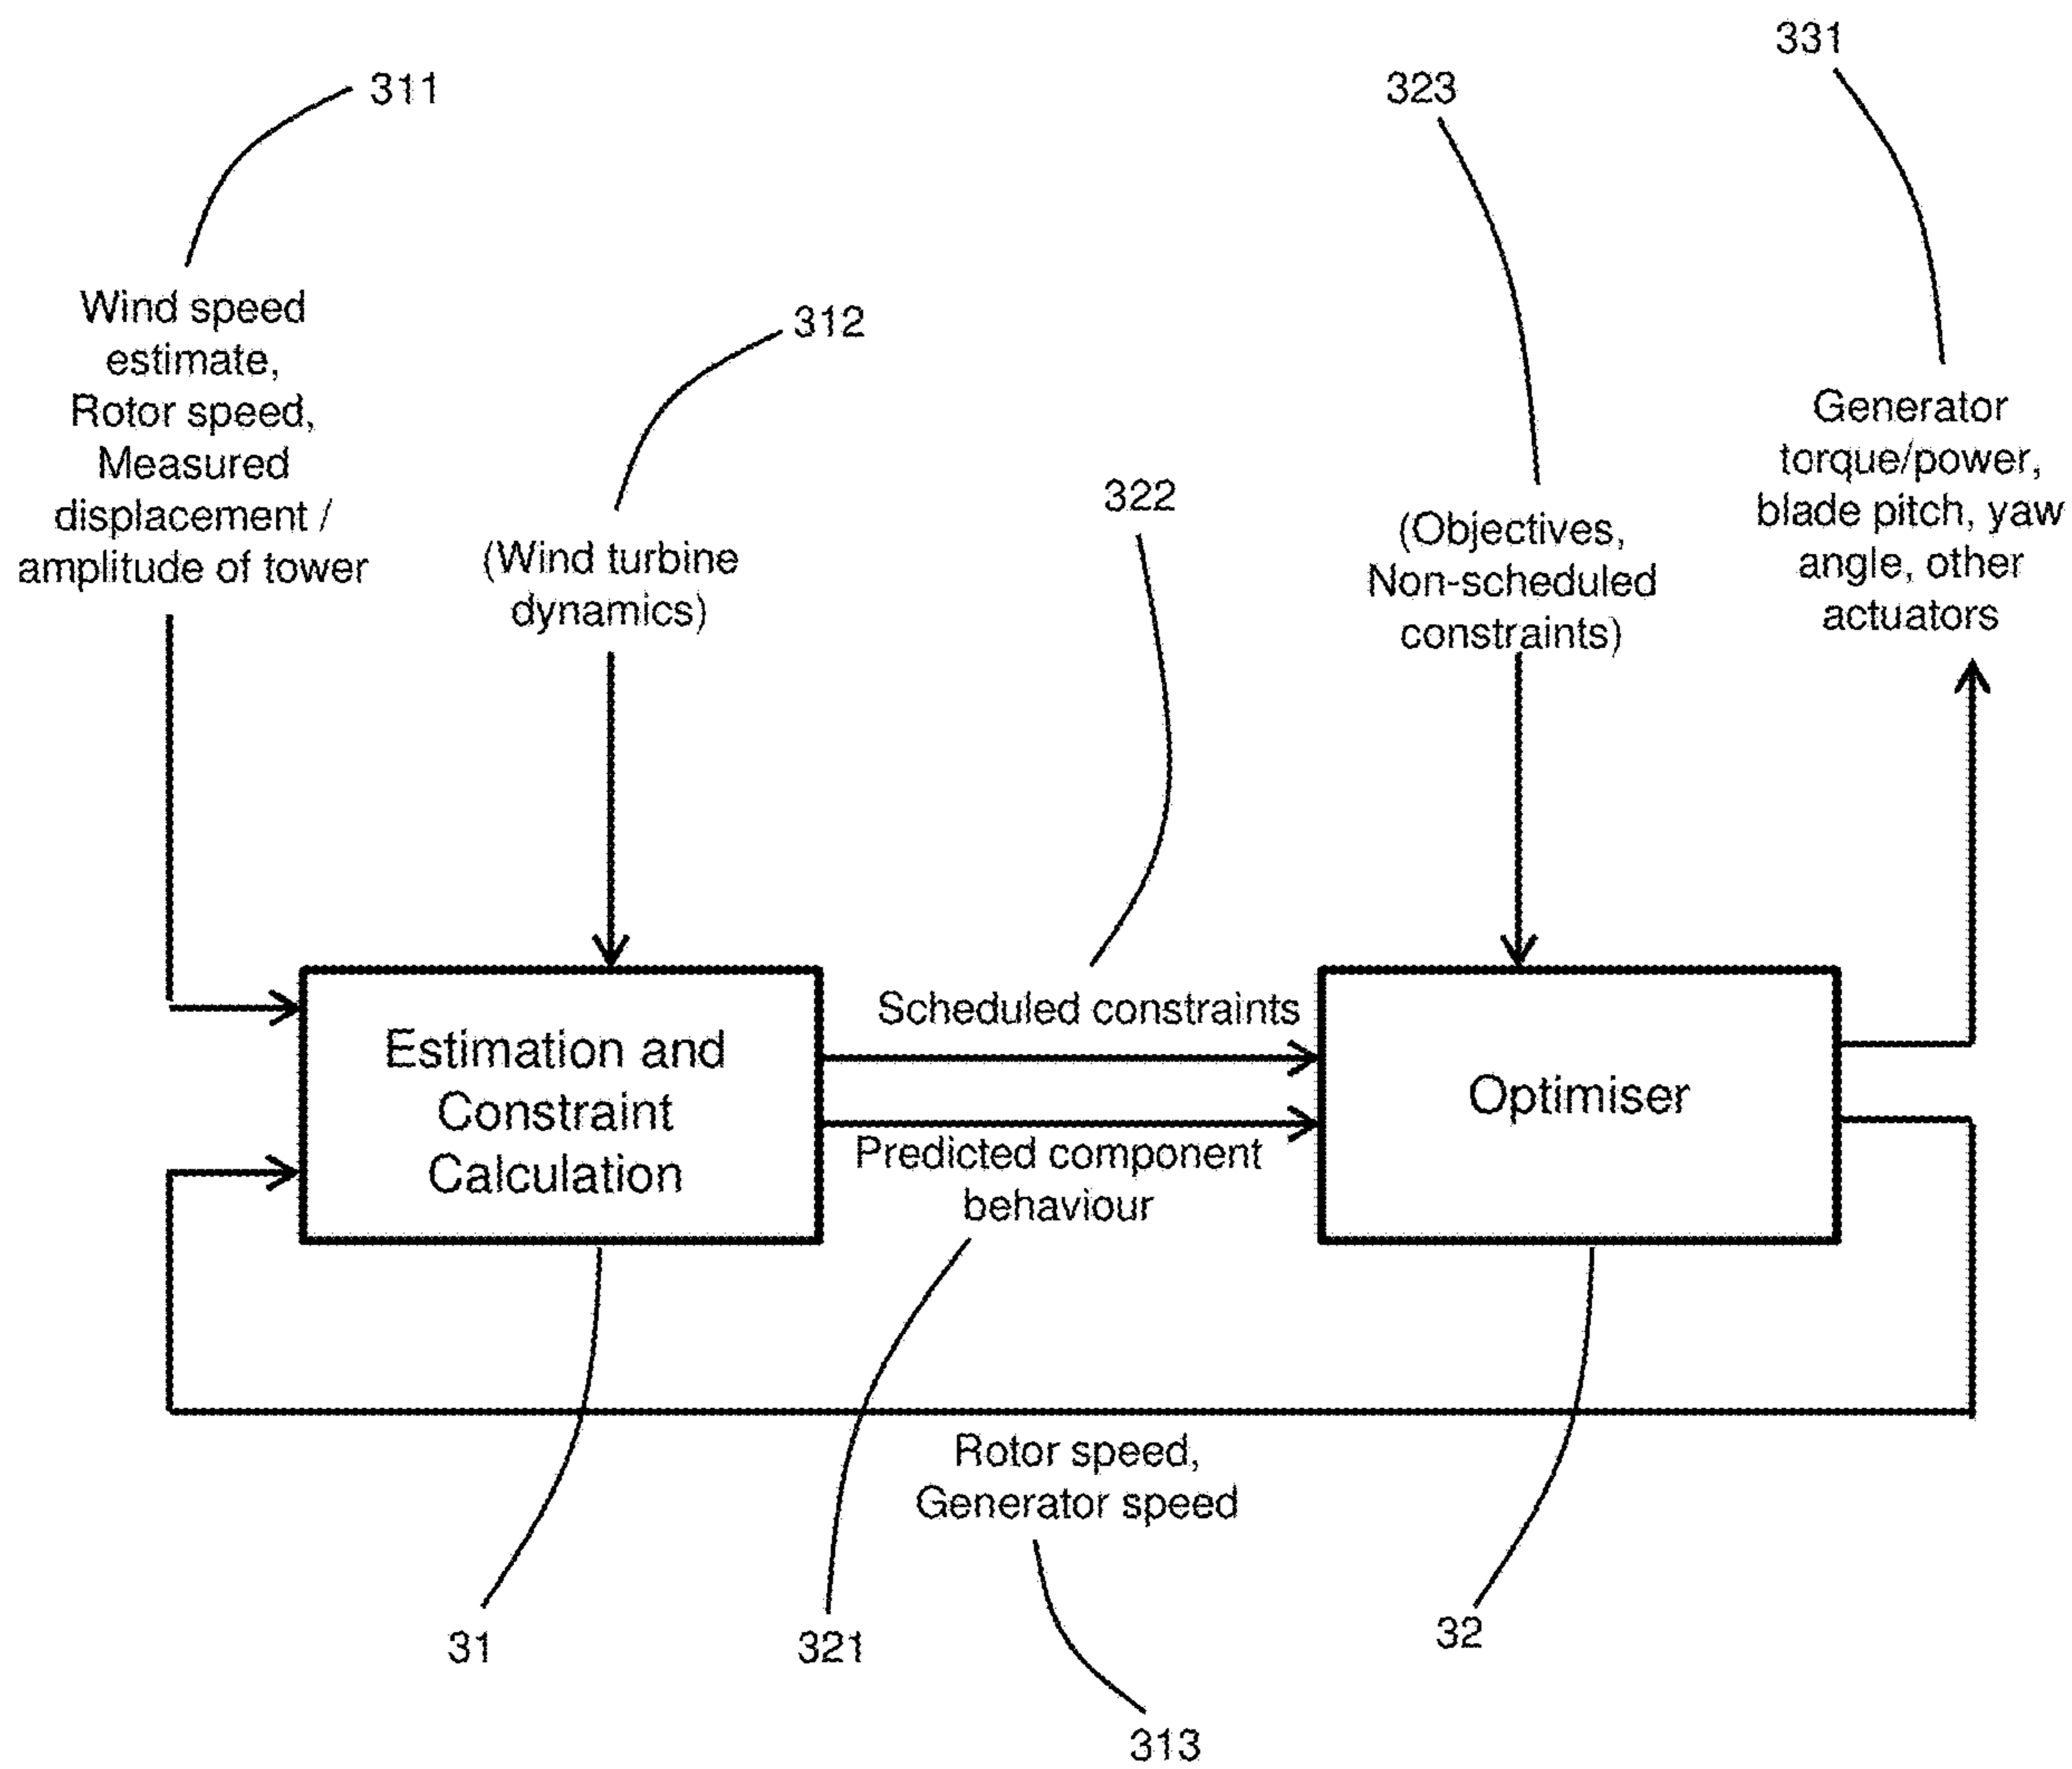 331
311
323
Wind speed
estimate,
Rotor speed,
Measured
displacement /
amplitude of tower
312
(Wind turbine
dynamics)
322
(Objectives,
Non-scheduled
constraints)
Generator
torque/power,
blade pitch, yaw
angle, other
actuators
Estimation and
Constraint
Calculation
Scheduled constraints
Predicted component
behaviour
Optimiser
Rotor speed,
Generator speed
31
321
32
313